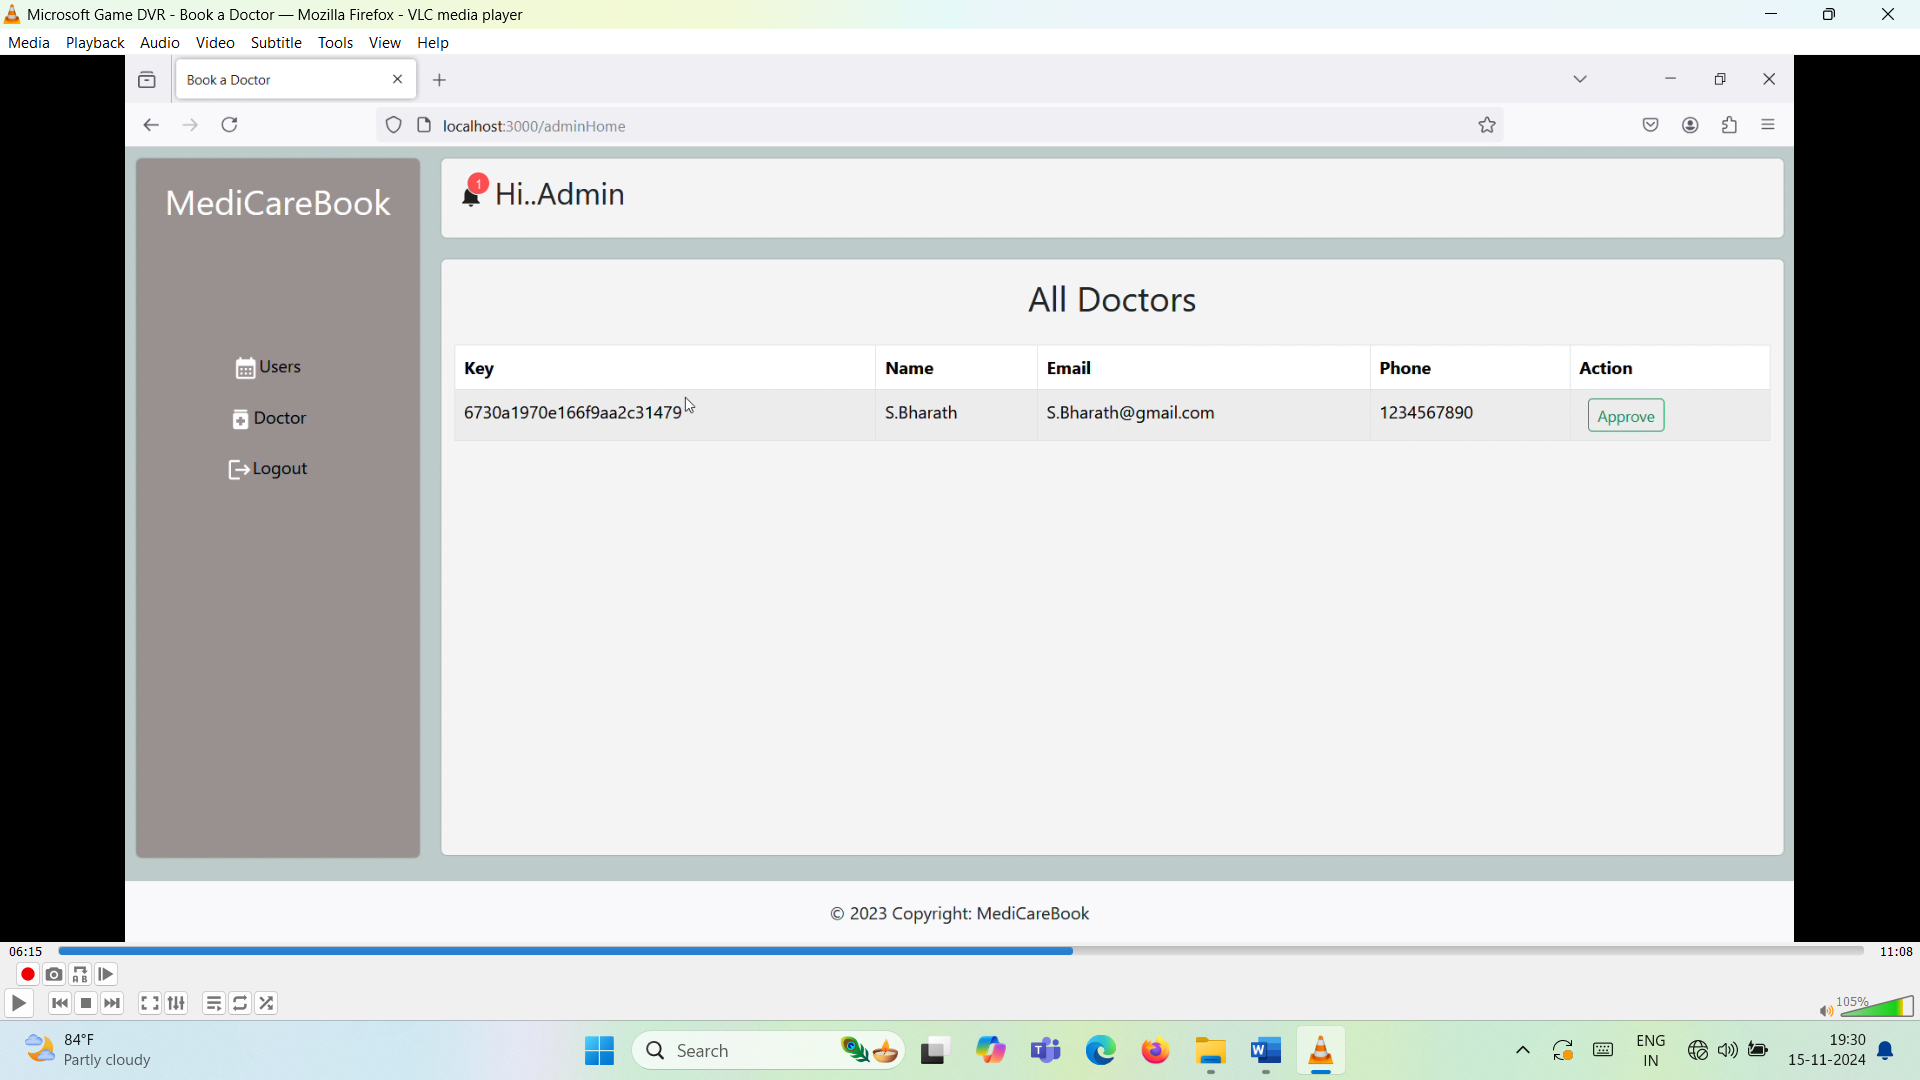 Microsoft Game DVR - Book a Doctor — Mozilla Firefox - VLC media player
Media Playback Audio Video Subtitle Tools View Help
Book a Doctor
localhost:3000/adminHome
MediCareBook
1
Hi..Admin
Users
Doctor
Logout
All Doctors
Key Name Email Phone Action
6730a1970e166f9aa2c31479 S.Bharath S.Bharath@gmail.com 1234567890 Approve
© 2023 Copyright: MediCareBook
06:15 11:08
105%
84°F
Partly cloudy
Search
ENG
IN
19:30
15-11-2024